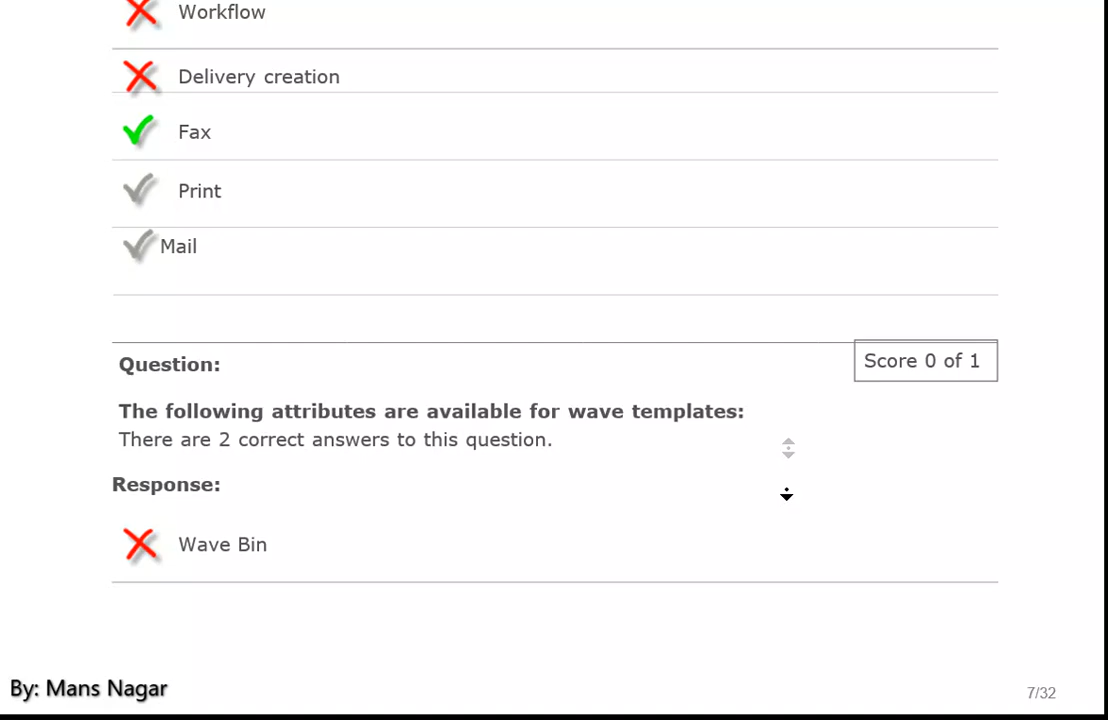 Workflow
Delivery creation
Fax
Print
Mail
Question:
Score 0 of 1
The following attributes are available for wave templates:
There are 2 correct answers to this question.
Response:
Wave Bin
By: Mans Nagar
7/32